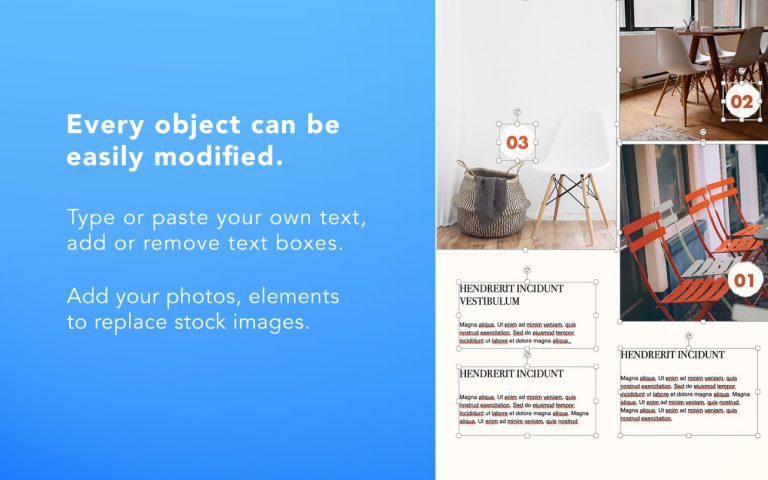 Every object can be
easily modified.
Type or paste your own text,
add or remove text boxes.
Add your photos, elements
to replace stock images.
03
02
01
HENDRERIT INCIDUNT
VESTIBULUM
Magna aliqua. Ut enim ad minim veniam, quis
nostrud exercitation. Sed do eiusmod tempor.
incididunt ut labore et dolore magna aliqua..
HENDRERIT INCIDUNT
Magna aliqua. Ut enim ad minim veniam, quis
nostrud exercitation. Sed do eiusmod tempor.
incididunt ut labore et dolore magna aliqua. Magna
aliqua. Ut enim ad minim veniam, quis nostrud.
HENDRERIT INCIDUNT
Magna aliqua. Ut enim ad minim veniam, quis
nostrud exercitation. Sed do eiusmod tempor.
incididunt ut labore et dolore magna aliqua. Magna
aliqua. Ut enim ad minim veniam, quis nostrud.
Magna aliqua. Ut enim ad minim veniam, quis
nostrud exercitation.